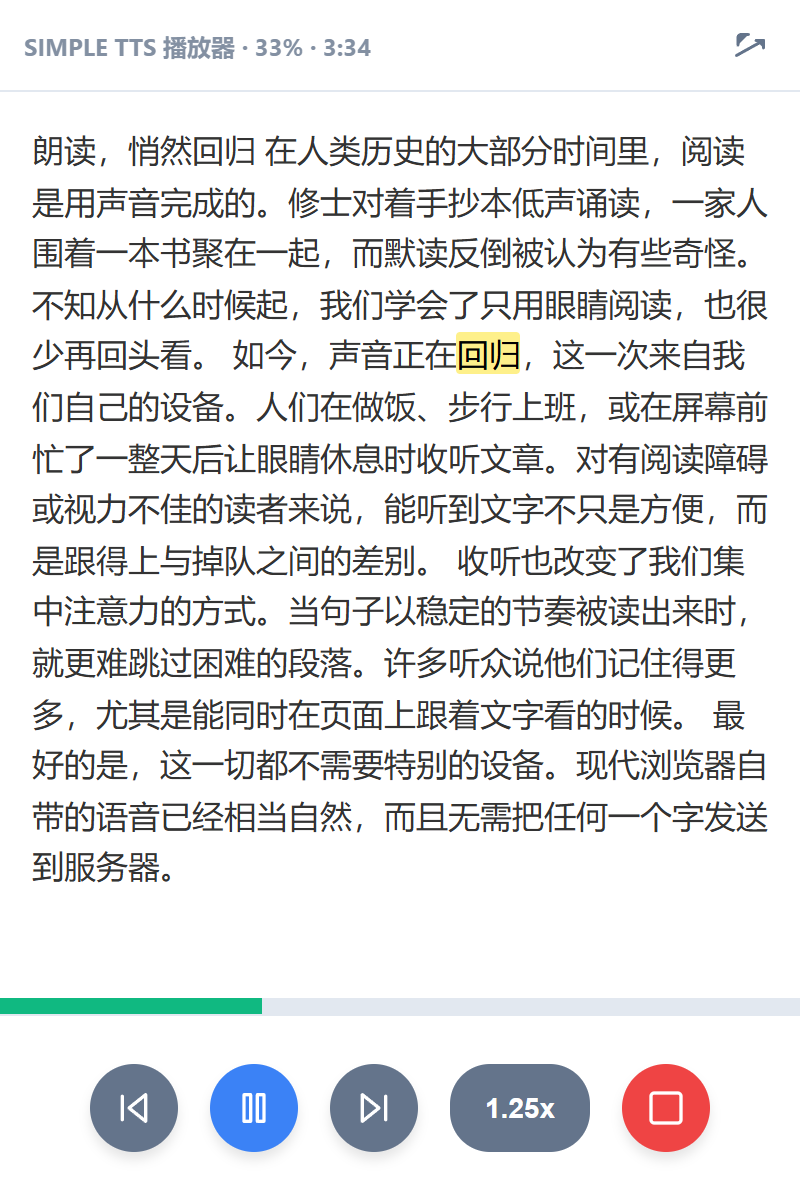 SIMPLE TTS 播放器 · 33% · 3:34
朗读，悄然回归 在人类历史的大部分时间里，阅读
是用声音完成的。修士对着手抄本低声诵读，一家人
围着一本书聚在一起，而默读反倒被认为有些奇怪。
不知从什么时候起，我们学会了只用眼睛阅读，也很
少再回头看。 如今，声音正在回归，这一次来自我
们自己的设备。人们在做饭、步行上班，或在屏幕前
忙了一整天后让眼睛休息时收听文章。对有阅读障碍
或视力不佳的读者来说，能听到文字不只是方便，而
是跟得上与掉队之间的差别。 收听也改变了我们集
中注意力的方式。当句子以稳定的节奏被读出来时，
就更难跳过困难的段落。许多听众说他们记住得更
多，尤其是能同时在页面上跟着文字看的时候。 最
好的是，这一切都不需要特别的设备。现代浏览器自
带的语音已经相当自然，而且无需把任何一个字发送
到服务器。
1.25x